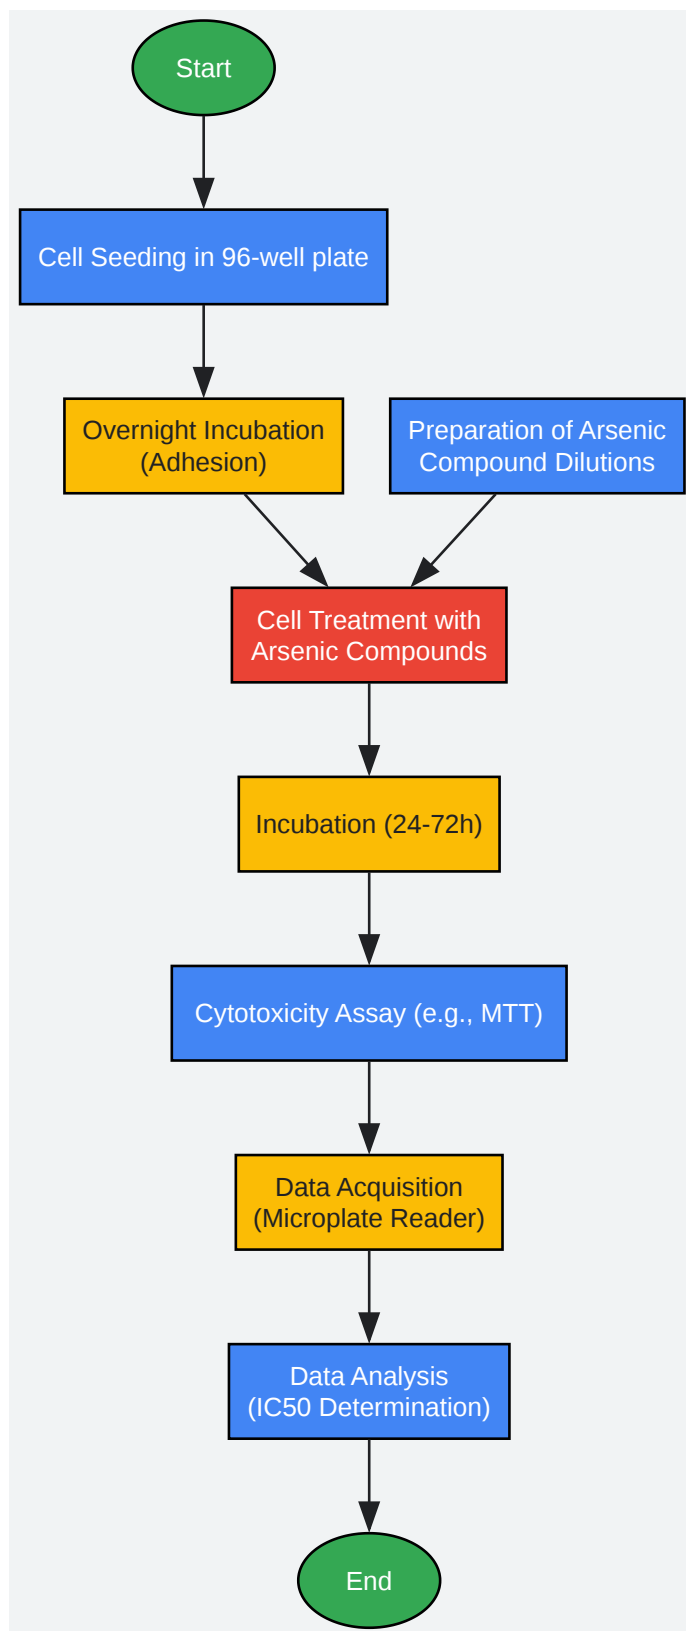 Start
Cell Seeding in 96-well plate
Overnight Incubation
(Adhesion)
Preparation of Arsenic
Compound Dilutions
Cell Treatment with
Arsenic Compounds
Incubation (24-72h)
Cytotoxicity Assay (e.g., MTT)
Data Acquisition
(Microplate Reader)
Data Analysis
(IC50 Determination)
End